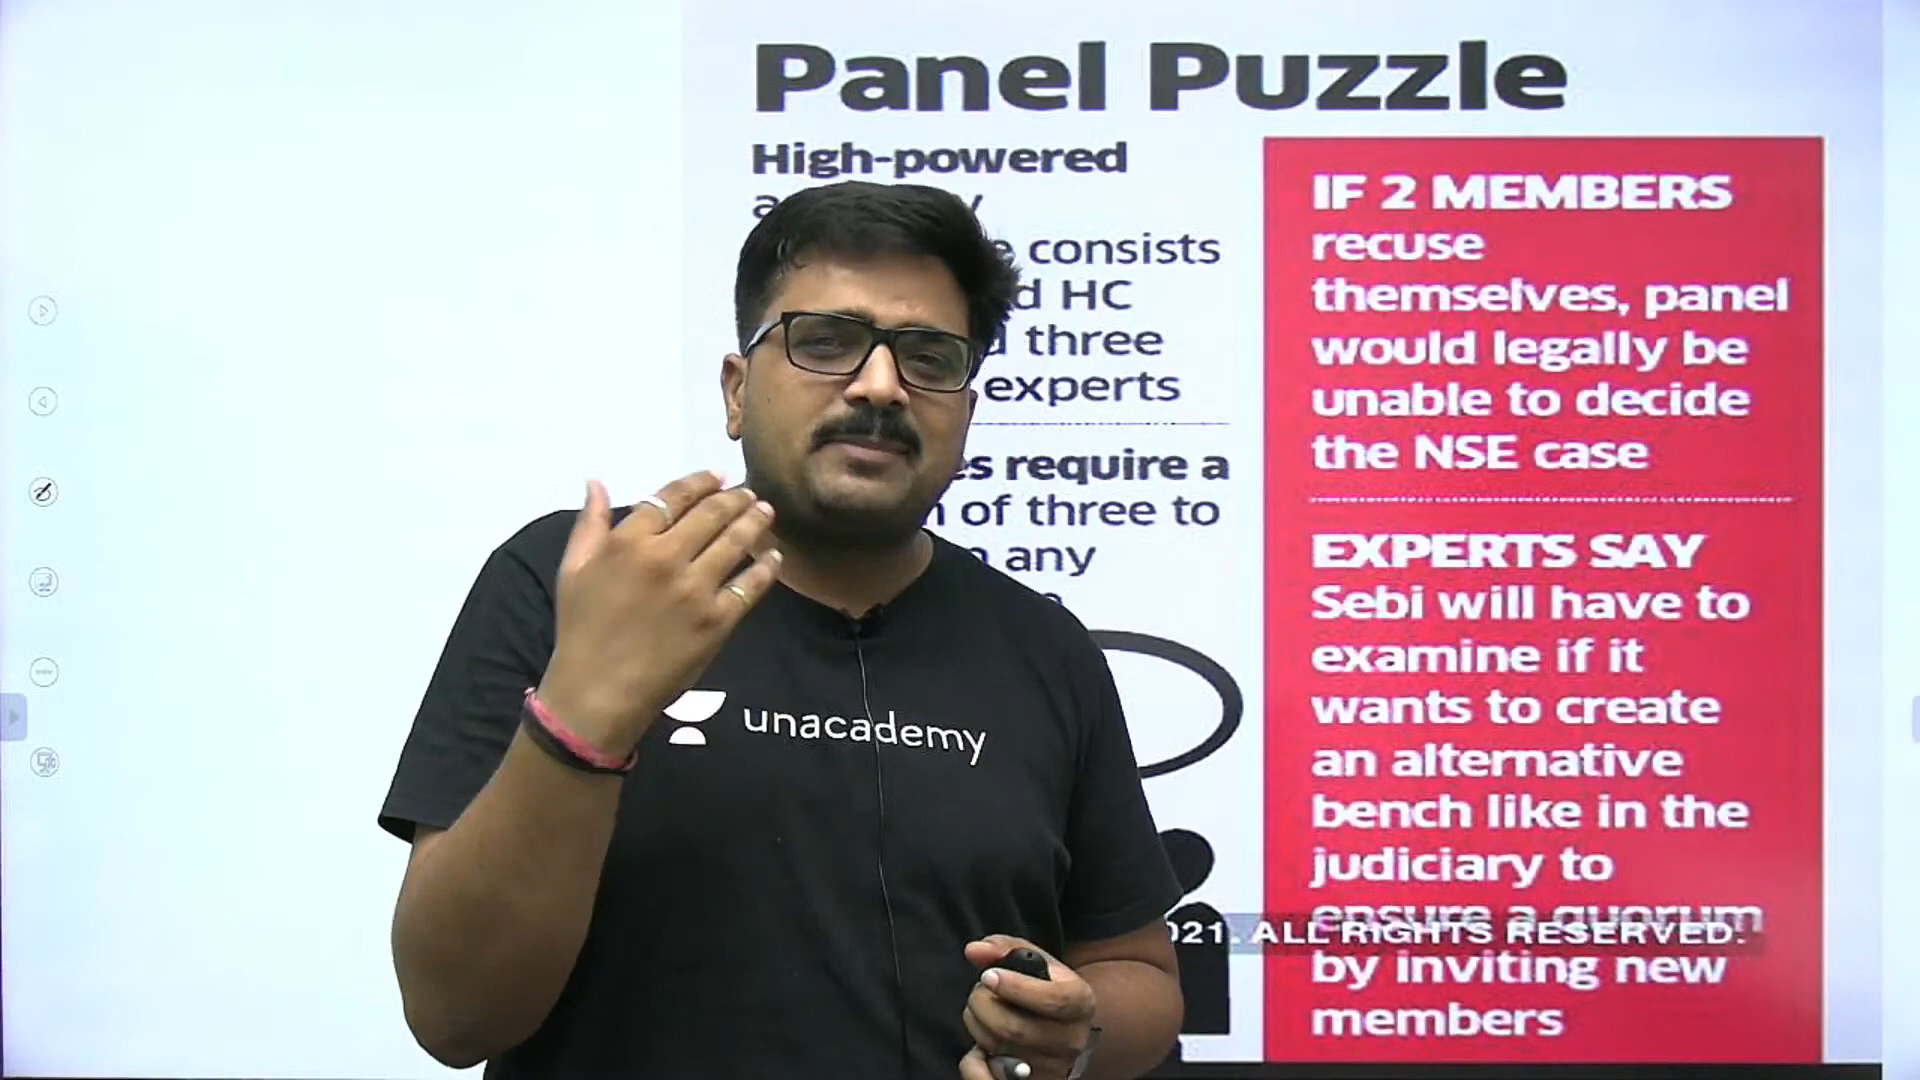 Panel Puzzle
High-powered
consists
HC
three
experts
require a
of three to
any
IF 2 MEMBERS
recuse
themselves, panel
would legally be
unable to decide
the NSE case
EXPERTS SAY
Sebi will have to
examine if it
wants to create
an alternative
bench like in the
judiciary to
ensure a quorum
by inviting new
members
ALL RIGHTS RESERVED.
unacademy